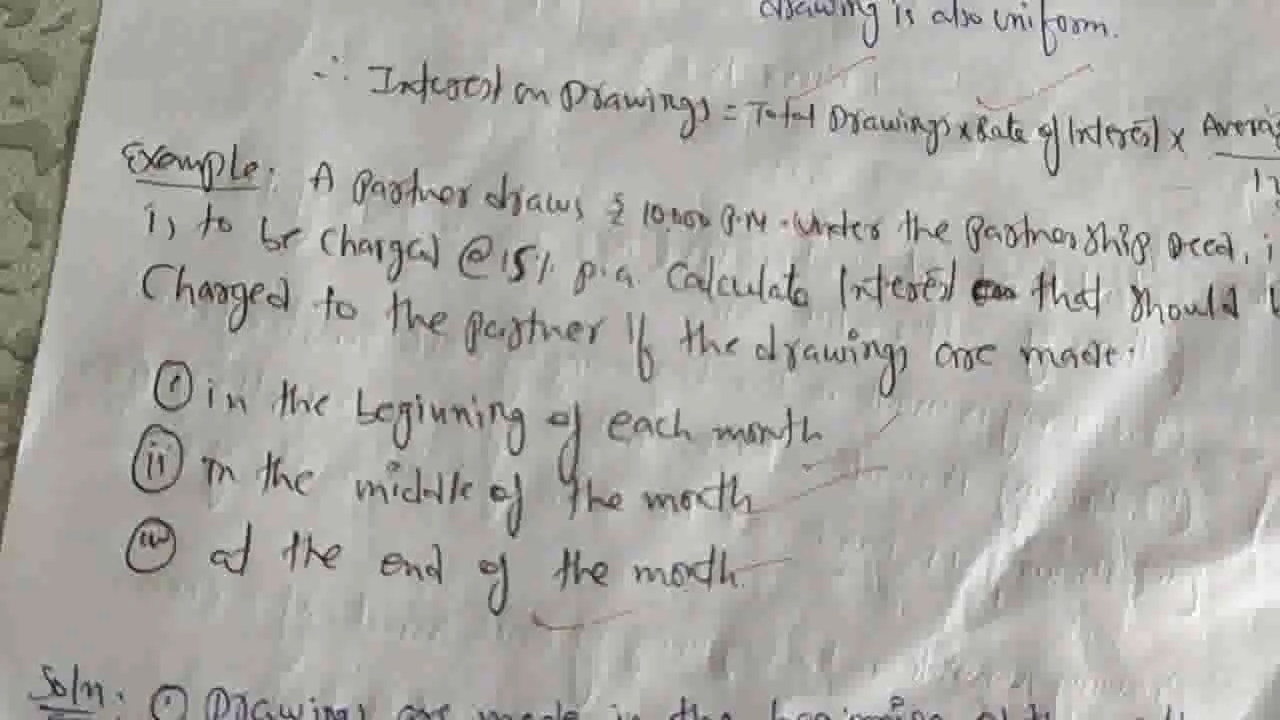 drawing is also uniform.
∴ Interest on Drawings = Total Drawings x Rate of Interest x
Example: A Partner draws ₹ 10,000 P.M. Under the Partnership Deed,
is to be charged @ 15% p.a. Calculate Interest that should
Charged to the partner if the drawings are made:
(i) in the beginning of each month
(ii) in the middle of the month
(iii) at the end of the month
Soln: (i) Drawings are made in the beginning of